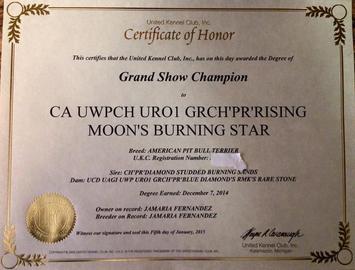 United Kennel Club, Inc.
Certificate of Honor
This certifies that the United Kennel Club, Inc., has on this day awarded the Degree of
Grand Show Champion
to
CA UWPCH URO1 GRCH'PR'RISING
MOON'S BURNING STAR
Breed: AMERICAN PIT BULL TERRIER
U.K.C. Registration Number:
Sire: CH'PR'DIAMOND STUDDED BURNING SANDS
Dam: UCD UAGI UWP URO1 GRCH'PR'BLUE DIAMOND'S RMK'S RARE STONE
Degree Earned: December 7, 2014
Owner on record: JAMARIA FERNANDEZ
Breeder on Record: JAMARIA FERNANDEZ
Witness our signature and seal this Fifth day of January, 2015
United Kennel Club, Inc.
Kalamazoo, Michigan